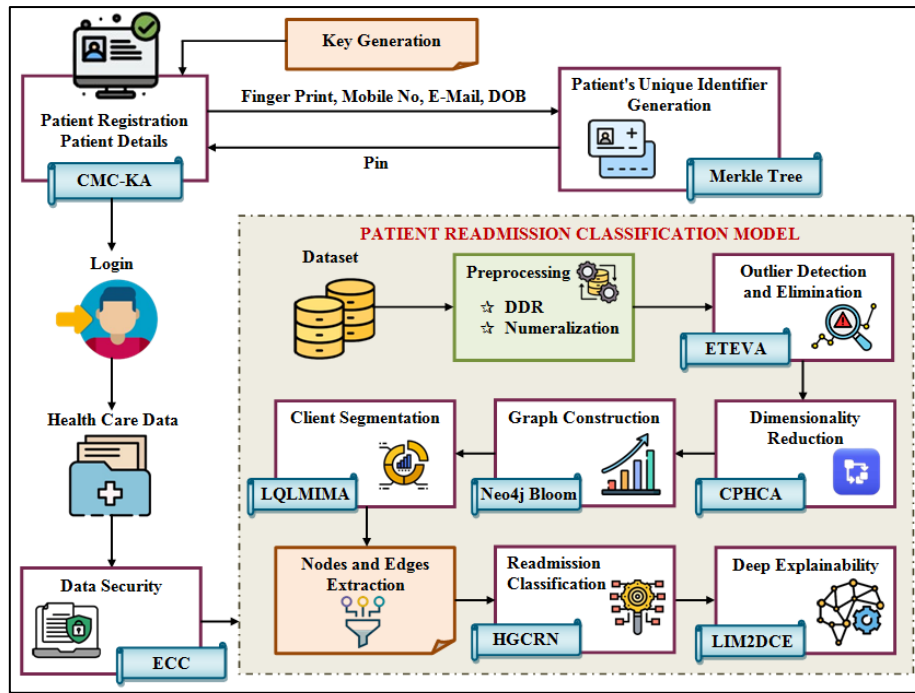 Key Generation
Patient Registration
Patient Details
CMC-KA
Finger Print, Mobile No, E-Mail, DOB
Pin
Patient's Unique Identifier
Generation
Merkle Tree
Login
Health Care Data
Data Security
ECC
PATIENT READMISSION CLASSIFICATION MODEL
Dataset
Preprocessing
☆ DDR
☆ Numeralization
Outlier Detection
and Elimination
ETEVA
Dimensionality
Reduction
CPHCA
Graph Construction
Neo4j Bloom
Client Segmentation
LQLMIMA
Nodes and Edges
Extraction
Readmission
Classification
HGCRN
Deep Explainability
LIM2DCE